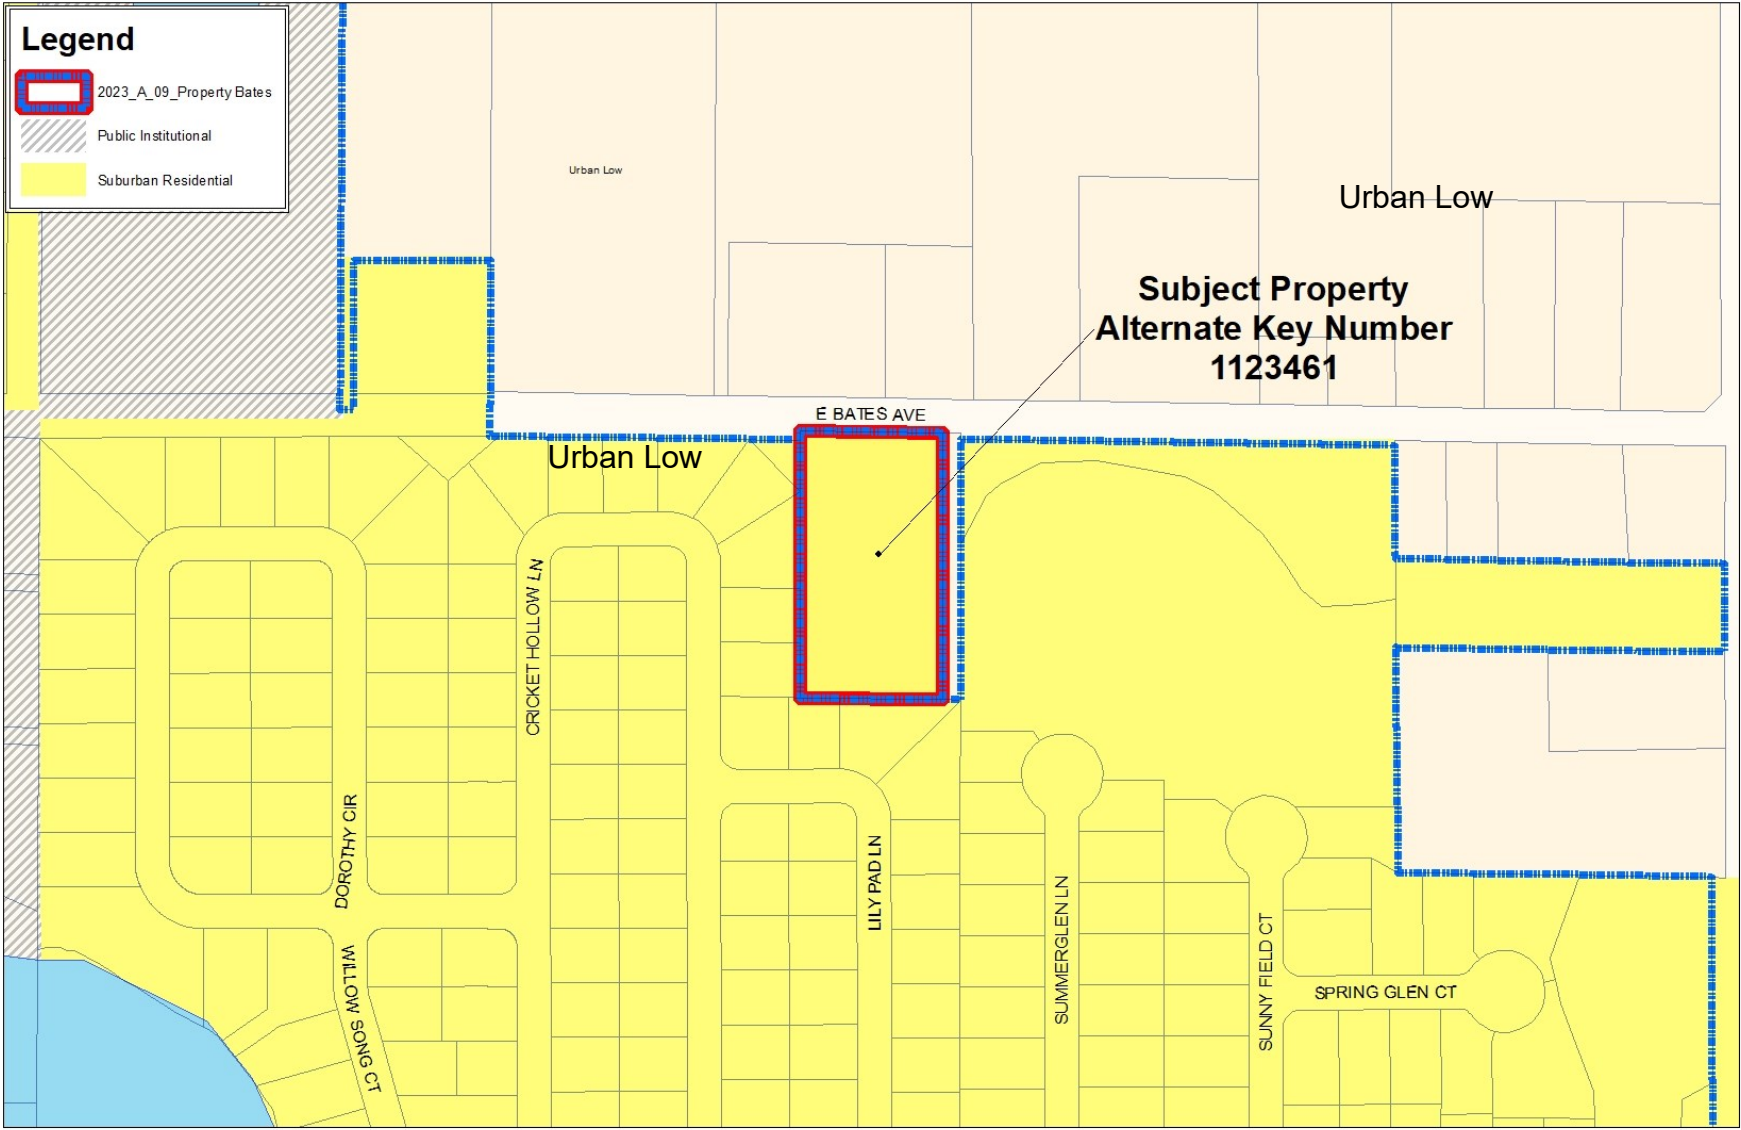 Legend
2023_A_09_Property Bates
Public Institutional
Suburban Residential
Urban Low
Urban Low
Subject Property
Alternate Key Number
1123461
E BATES AVE
Urban Low
CRICKET HOLLOW LN
DOROTHY CIR
LILY PAD LN
SUMMERGLEN LN
SUNNY FIELD CT
SPRING GLEN CT
WILLOW SONG CT